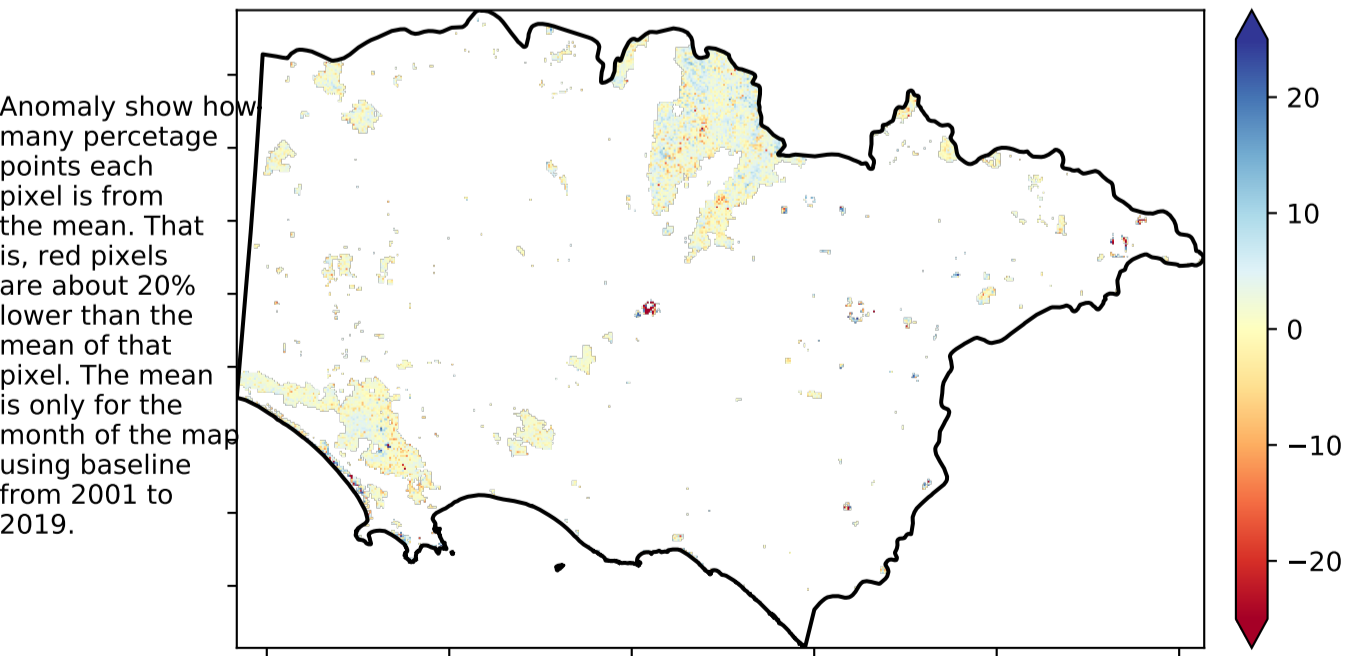 Anomaly show how
many percetage
points each
pixel is from
the mean. That
is, red pixels
are about 20%
lower than the
mean of that
pixel. The mean
is only for the
month of the map
using baseline
from 2001 to
2019.
20
10
0
−10
−20